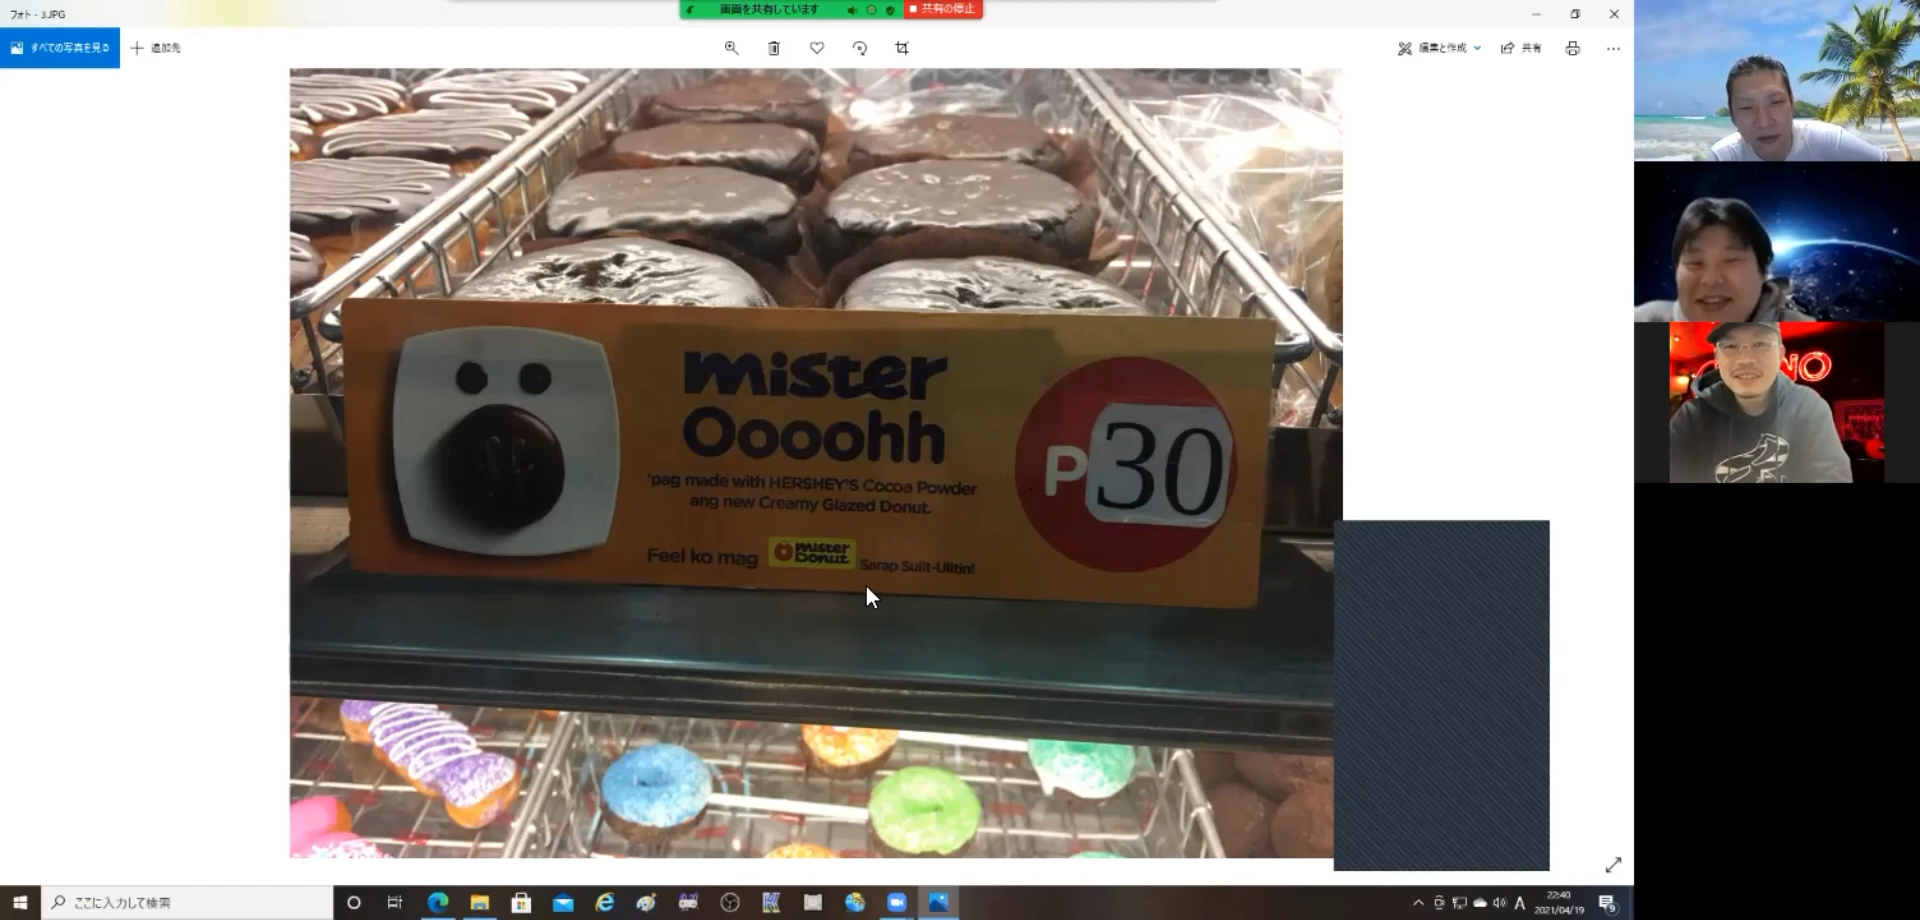 フォト - 3.JPG
画面を共有しています
共有の停止
すべての写真を見る
追加先
編集と作成
共有
mister
Oooohh
'pag made with HERSHEY'S Cocoa Powder
ang new Creamy Glazed Donut.
P30
Feel ko mag mister Donut Sarap Sulit-Ulitin!
NO
ここに入力して検索
A
22:40
2021/04/19